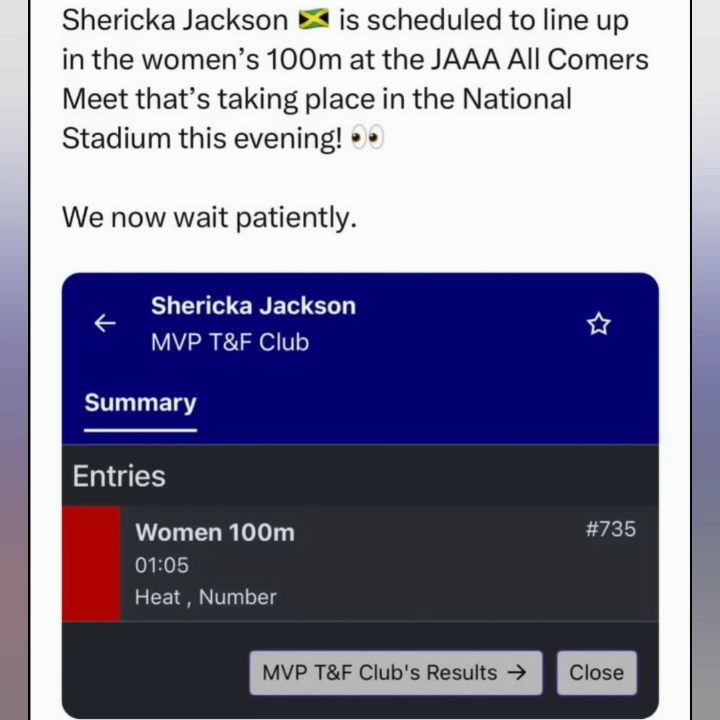 Shericka Jackson 🇯🇲 is scheduled to line up
in the women’s 100m at the JAAA All Comers
Meet that’s taking place in the National
Stadium this evening! 👀
We now wait patiently.
Shericka Jackson
MVP T&F Club
Summary
Entries
Women 100m #735
01:05
Heat , Number
MVP T&F Club's Results → Close